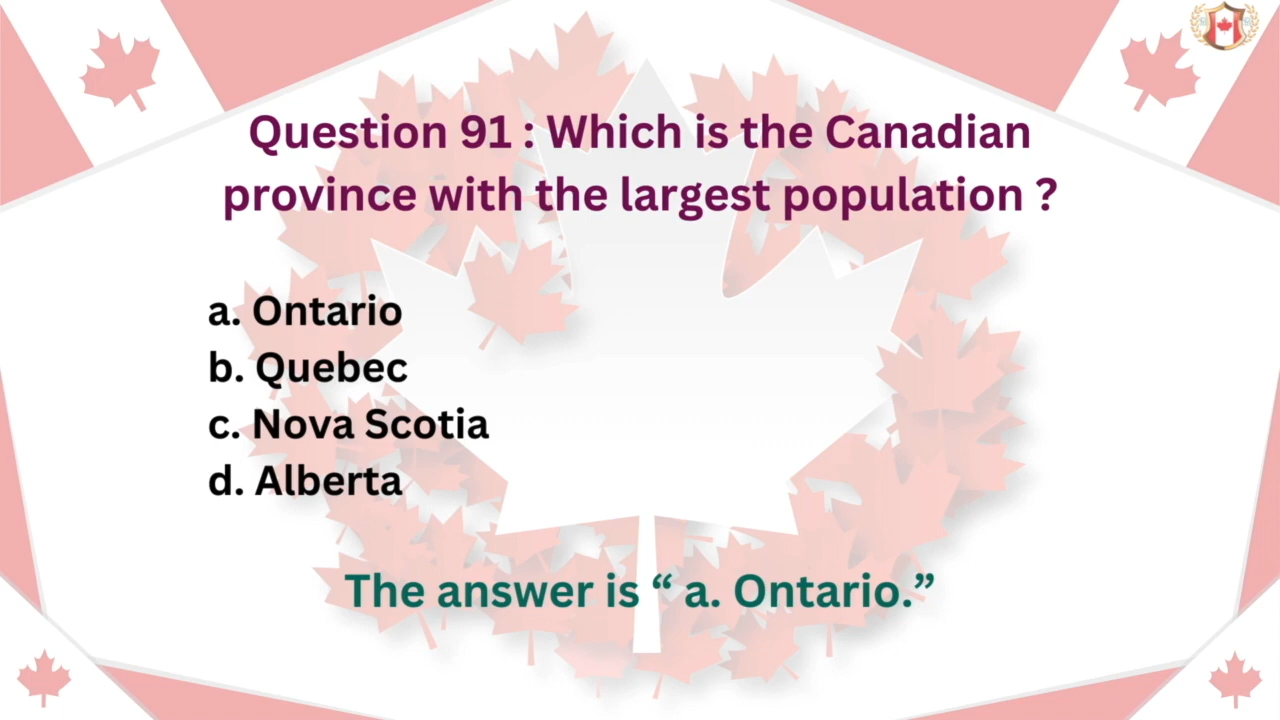 Question 91 : Which is the Canadian
province with the largest population ?
a. Ontario
b. Quebec
c. Nova Scotia
d. Alberta
The answer is “ a. Ontario.”